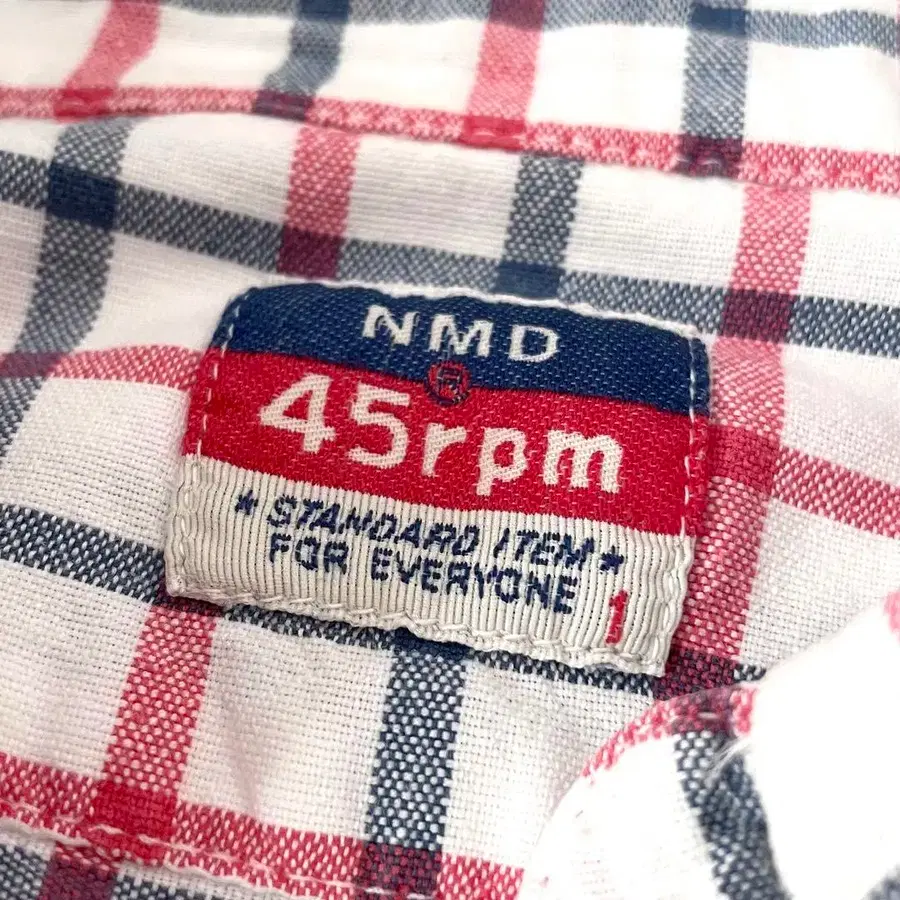 NMD
45rpm
* STANDARD ITEM *
FOR EVERYONE
1